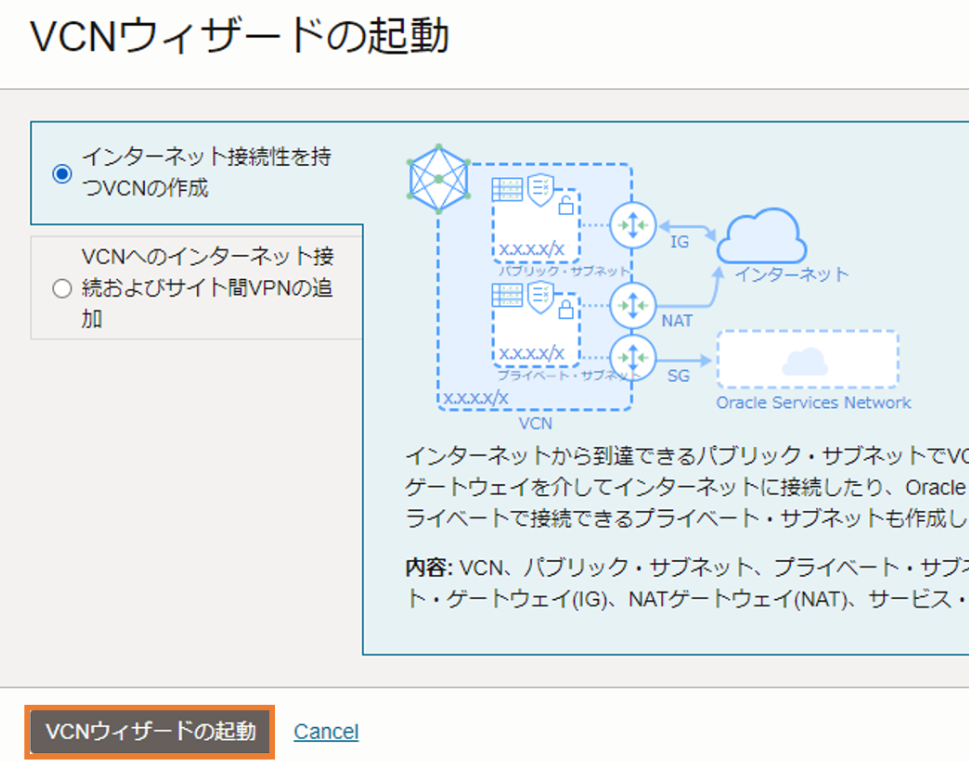 VCNウィザードの起動
インターネット接続性を持
つVCNの作成
VCNへのインターネット接
続およびサイト間VPNの追
加
x.x.x.x/x
パブリック・サブネット
x.x.x.x/x
プライベート・サブネット
x.x.x.x/x
VCN
IG
NAT
SG
インターネット
Oracle Services Network
インターネットから到達できるパブリック・サブネットでVC
ゲートウェイを介してインターネットに接続したり、Oracle
ライベートで接続できるプライベート・サブネットも作成し
内容: VCN、パブリック・サブネット、プライベート・サブネ
ト・ゲートウェイ(IG)、NATゲートウェイ(NAT)、サービス・
VCNウィザードの起動
Cancel